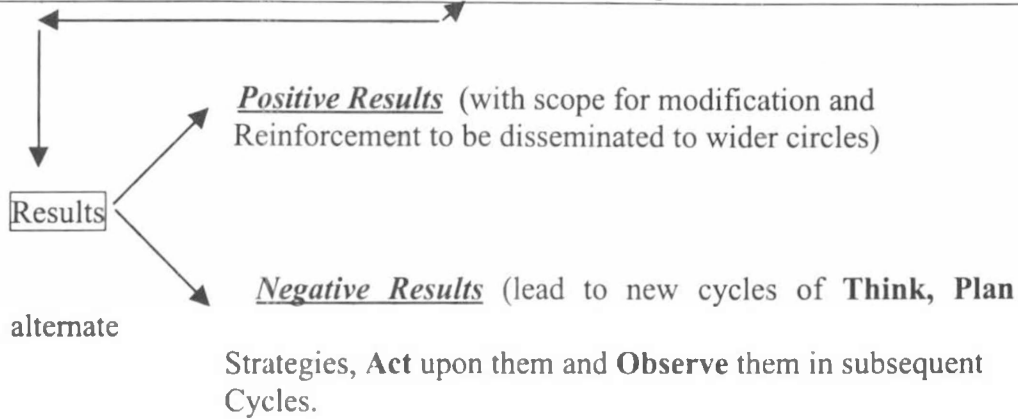 Positive Results (with scope for modification and
Reinforcement to be disseminated to wider circles)
Results
Negative Results (lead to new cycles of Think, Plan
alternate
Strategies, Act upon them and Observe them in subsequent
Cycles.